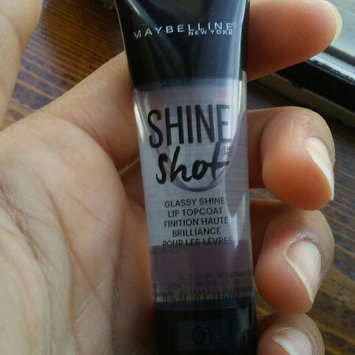 MAYBELLINE
NEW YORK
SHINE
Shot
GLASSY SHINE
LIP TOPCOAT
FINITION HAUTE
BRILLIANCE
POUR LES LÈVRES